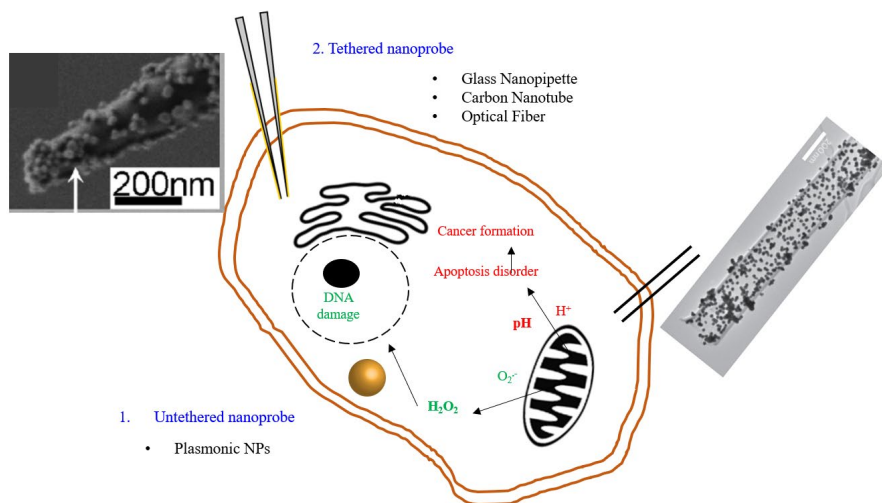 2. Tethered nanoprobe
• Glass Nanopipette
• Carbon Nanotube
• Optical Fiber
200nm
200nm
Cancer formation
Apoptosis disorder
DNA
damage
pH
H⁺
O₂⁻
H₂O₂
1. Untethered nanoprobe
• Plasmonic NPs